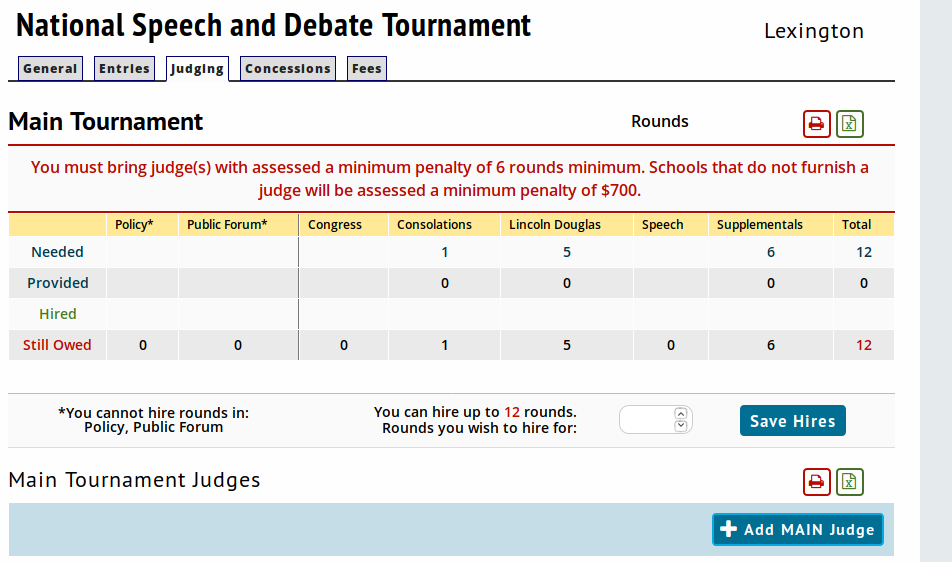 National Speech and Debate Tournament
Lexington
General Entries Judging Concessions Fees
Main Tournament
Rounds
You must bring judge(s) with assessed a minimum penalty of 6 rounds minimum. Schools that do not furnish a
judge will be assessed a minimum penalty of $700.
Policy* Public Forum* Congress Consolations Lincoln Douglas Speech Supplementals Total
Needed 1 5 6 12
Provided 0 0 0 0
Hired
Still Owed 0 0 0 1 5 0 6 12
*You cannot hire rounds in:
Policy, Public Forum
You can hire up to 12 rounds.
Rounds you wish to hire for:
Save Hires
Main Tournament Judges
Add MAIN Judge